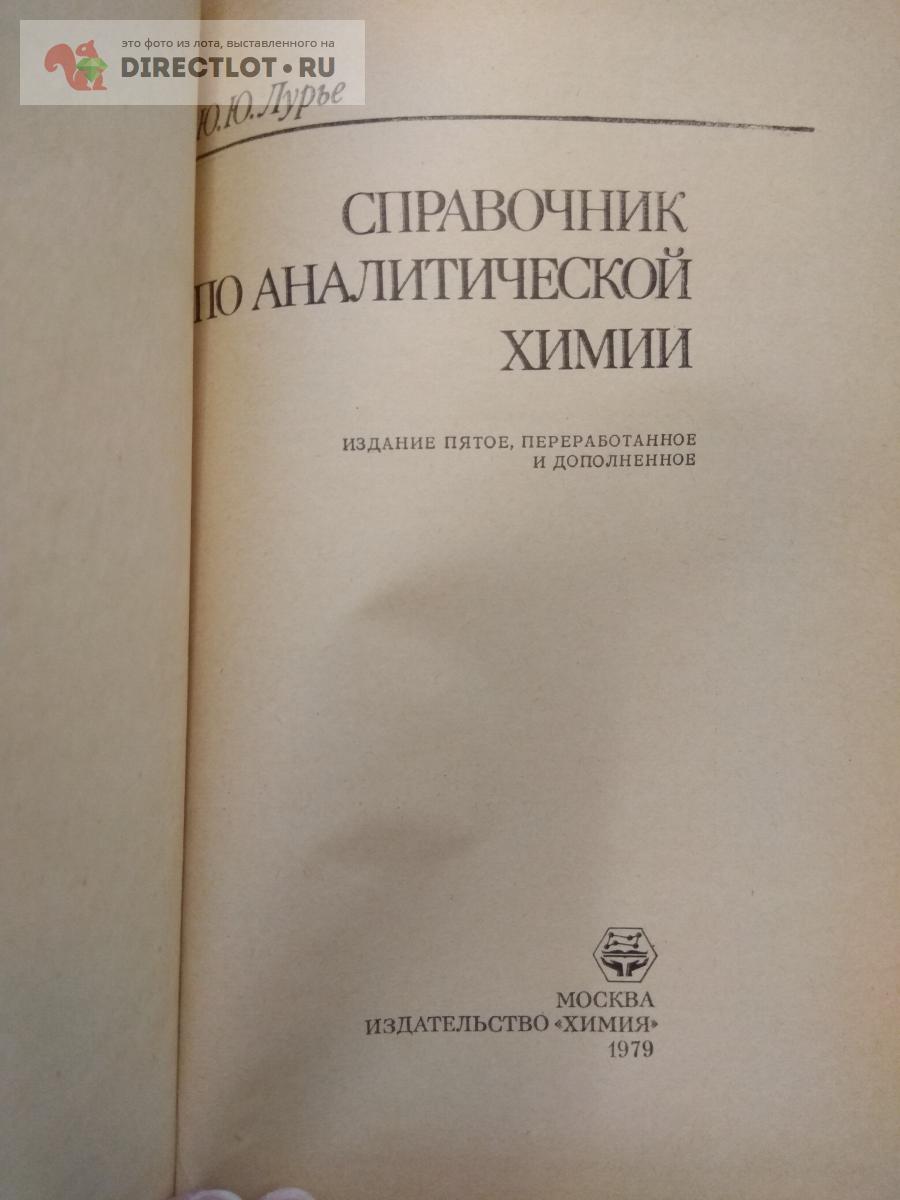 это фото из лота, выставленного на
DIRECTLOT.RU
Ю.Ю.Лурье
СПРАВОЧНИК
ПО АНАЛИТИЧЕСКОЙ
ХИМИИ
ИЗДАНИЕ ПЯТОЕ, ПЕРЕРАБОТАННОЕ
И ДОПОЛНЕННОЕ
МОСКВА
ИЗДАТЕЛЬСТВО «ХИМИЯ»
1979